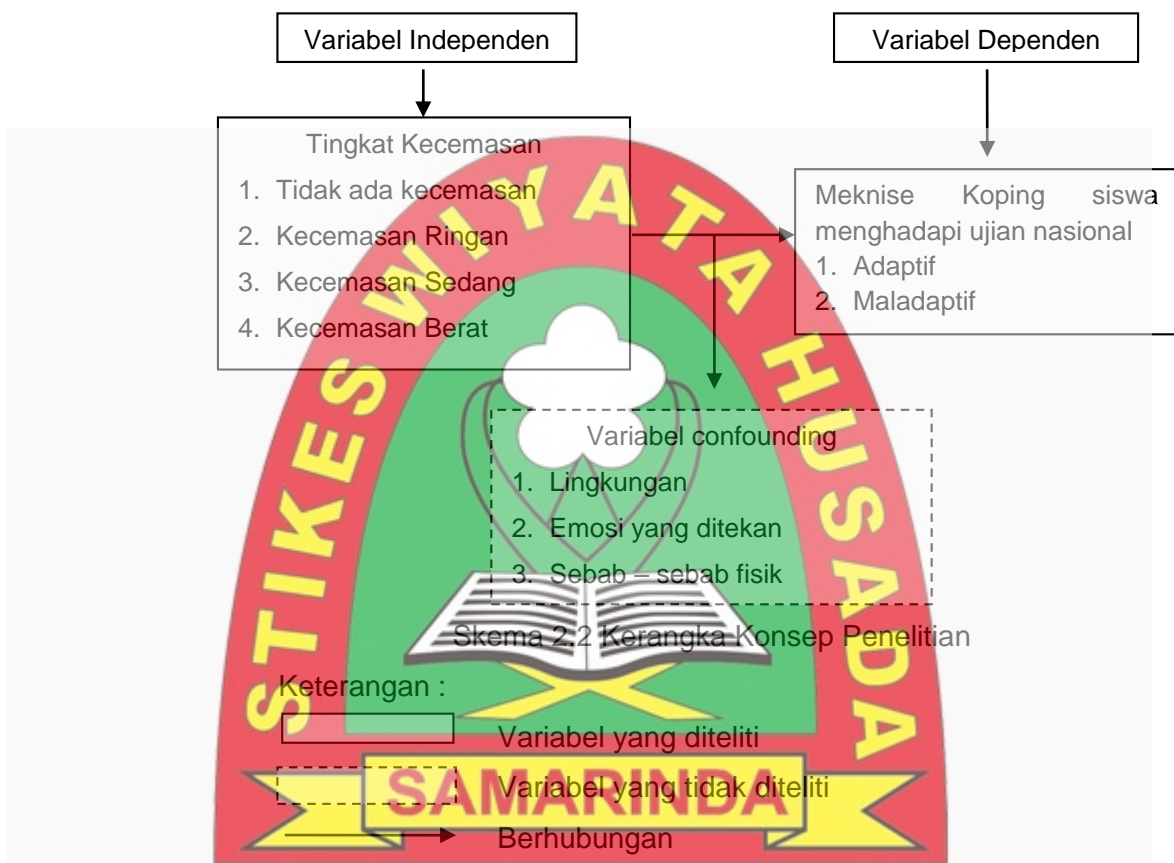 Variabel Independen
Variabel Dependen
Tingkat Kecemasan
1. Tidak ada kecemasan
2. Kecemasan Ringan
3. Kecemasan Sedang
4. Kecemasan Berat
Meknise Koping siswa
menghadapi ujian nasional
1. Adaptif
2. Maladaptif
Variabel confounding
1. Lingkungan
2. Emosi yang ditekan
3. Sebab – sebab fisik
Skema 2.2 Kerangka Konsep Penelitian
Keterangan :
Variabel yang diteliti
Variabel yang tidak diteliti
Berhubungan
STIKES WIYATA HUSADA
SAMARINDA